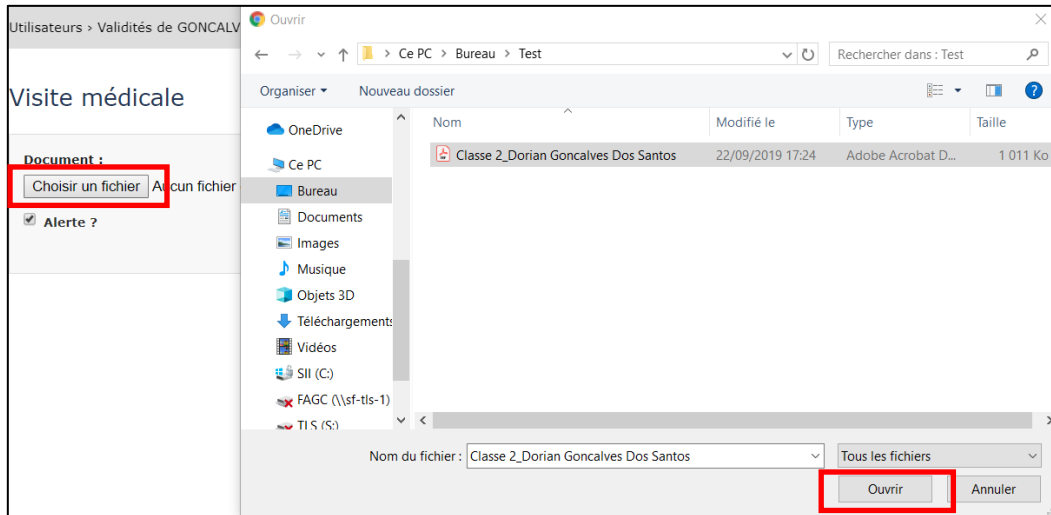 Utilisateurs › Validités de GONCALV
Visite médicale
Document :
Choisir un fichier Aucun fichier
Alerte ?
Ouvrir
> Ce PC > Bureau > Test
Rechercher dans : Test
Organiser
Nouveau dossier
OneDrive
Ce PC
Bureau
Documents
Images
Musique
Objets 3D
Téléchargements
Vidéos
SII (C:)
FAGC (\\sf-tls-1)
TLS (S:)
Nom Modifié le Type Taille
Classe 2_Dorian Goncalves Dos Santos 22/09/2019 17:24 Adobe Acrobat D... 1 011 Ko
Nom du fichier : Classe 2_Dorian Goncalves Dos Santos Tous les fichiers
Ouvrir Annuler